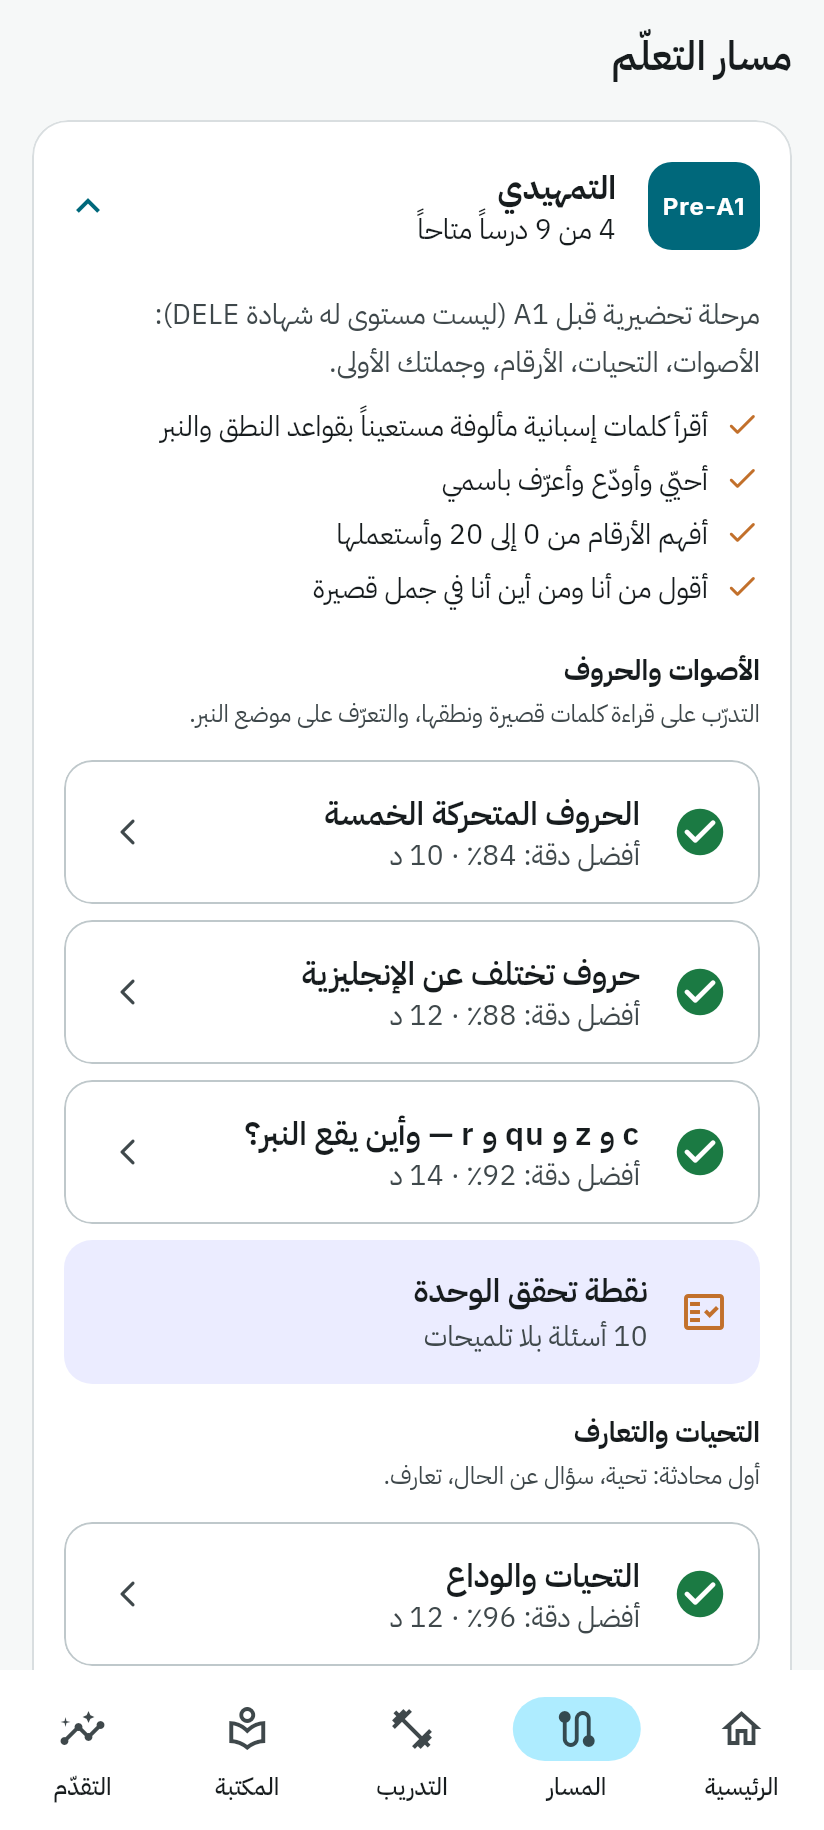 مسار التعلّم
Pre-A1
التمهيدي
4 من 9 درساً متاحاً
مرحلة تحضيرية قبل A1 (ليست مستوى له شهادة DELE):
الأصوات، التحيات، الأرقام، وجملتك الأولى.
أقرأ كلمات إسبانية مألوفة مستعيناً بقواعد النطق والنبر
أحيّي وأودّع وأعرّف باسمي
أفهم الأرقام من 0 إلى 20 وأستعملها
أقول من أنا ومن أين أنا في جمل قصيرة
الأصوات والحروف
التدرّب على قراءة كلمات قصيرة ونطقها، والتعرّف على موضع النبر.
الحروف المتحركة الخمسة
أفضل دقة: 84٪ · 10 د
حروف تختلف عن الإنجليزية
أفضل دقة: 88٪ · 12 د
c و z و qu و r — وأين يقع النبر؟
أفضل دقة: 92٪ · 14 د
نقطة تحقق الوحدة
10 أسئلة بلا تلميحات
التحيات والتعارف
أول محادثة: تحية، سؤال عن الحال، تعارف.
التحيات والوداع
أفضل دقة: 96٪ · 12 د
الرئيسية
المسار
التدريب
المكتبة
التقدّم